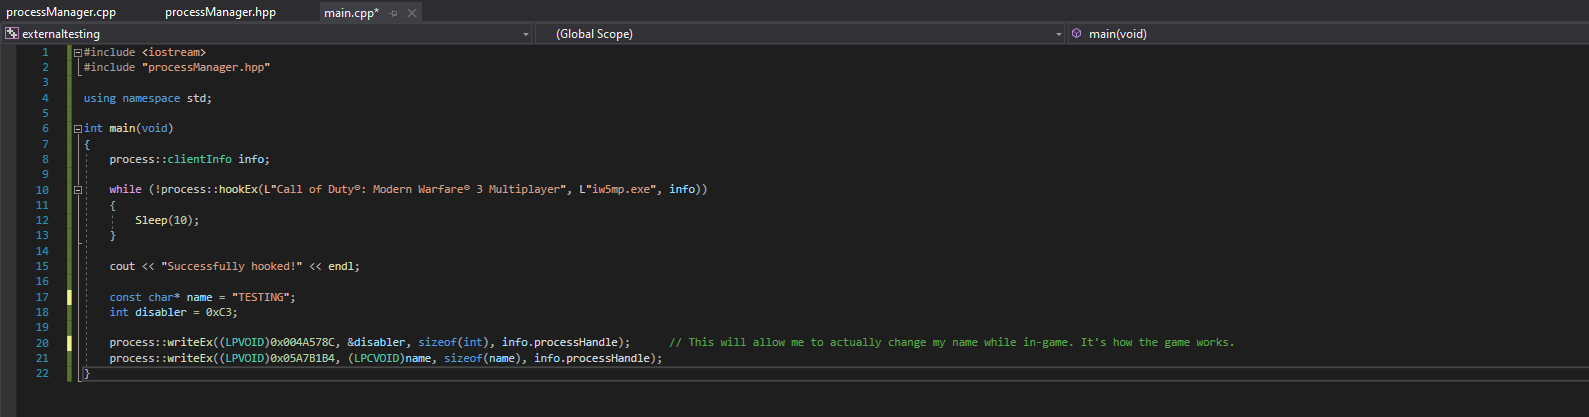 processManager.cpp processManager.hpp main.cpp*
externaltesting (Global Scope) main(void)
1 #include <iostream>
2 #include "processManager.hpp"
3
4 using namespace std;
5
6 int main(void)
7 {
8 process::clientInfo info;
9
10 while (!process::hookEx(L"Call of Duty®: Modern Warfare® 3 Multiplayer", L"iw5mp.exe", info))
11 {
12 Sleep(10);
13 }
14
15 cout << "Successfully hooked!" << endl;
16
17 const char* name = "TESTING";
18 int disabler = 0xC3;
19
20 process::writeEx((LPVOID)0x004A578C, &disabler, sizeof(int), info.processHandle); // This will allow me to actually change my name while in-game. It's how the game works.
21 process::writeEx((LPVOID)0x05A7B1B4, (LPCVOID)name, sizeof(name), info.processHandle);
22 }